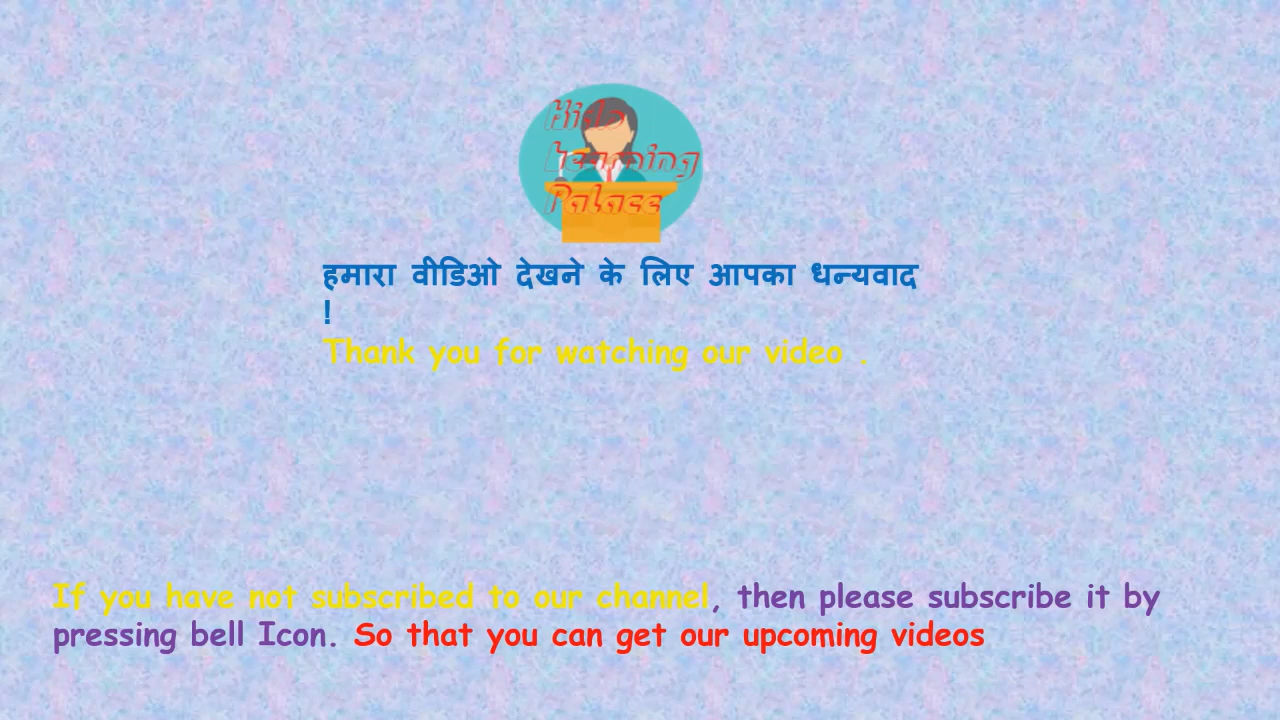 Learning
Palace
हमारा वीडिओ देखने के लिए आपका धन्यवाद
!
Thank you for watching our video .
If you have not subscribed to our channel, then please subscribe it by
pressing bell Icon. So that you can get our upcoming videos